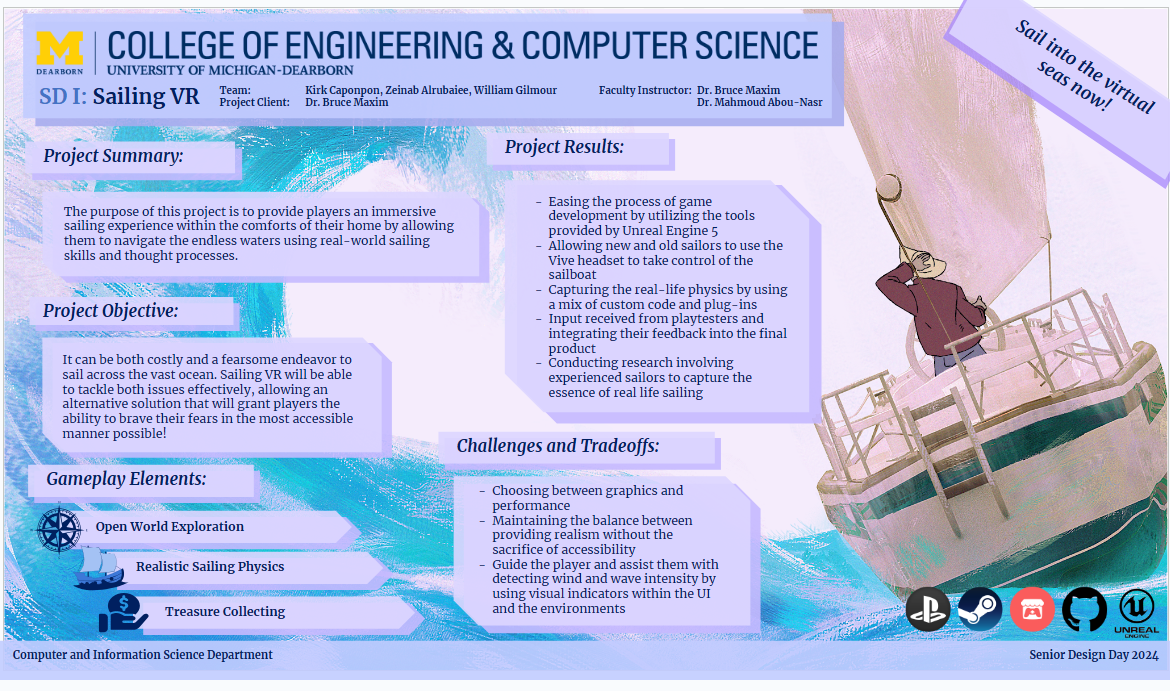 M
DEARBORN
COLLEGE OF ENGINEERING & COMPUTER SCIENCE
UNIVERSITY OF MICHIGAN-DEARBORN
SD I: Sailing VR
Team: Kirk Caponpon, Zeinab Alrubaiee, William Gilmour
Project Client: Dr. Bruce Maxim
Faculty Instructor: Dr. Bruce Maxim
Dr. Mahmoud Abou-Nasr
Sail into the virtual
seas now!
Project Summary:
The purpose of this project is to provide players an immersive
sailing experience within the comforts of their home by allowing
them to navigate the endless waters using real-world sailing
skills and thought processes.
Project Objective:
It can be both costly and a fearsome endeavor to
sail across the vast ocean. Sailing VR will be able
to tackle both issues effectively, allowing an
alternative solution that will grant players the
ability to brave their fears in the most accessible
manner possible!
Gameplay Elements:
Open World Exploration
Realistic Sailing Physics
$
Treasure Collecting
Project Results:
- Easing the process of game
development by utilizing the tools
provided by Unreal Engine 5
- Allowing new and old sailors to use the
Vive headset to take control of the
sailboat
- Capturing the real-life physics by using
a mix of custom code and plug-ins
- Input received from playtesters and
integrating their feedback into the final
product
- Conducting research involving
experienced sailors to capture the
essence of real life sailing
Challenges and Tradeoffs:
- Choosing between graphics and
performance
- Maintaining the balance between
providing realism without the
sacrifice of accessibility
- Guide the player and assist them with
detecting wind and wave intensity by
using visual indicators within the UI
and the environments
UNREAL
ENGINE
Computer and Information Science Department
Senior Design Day 2024